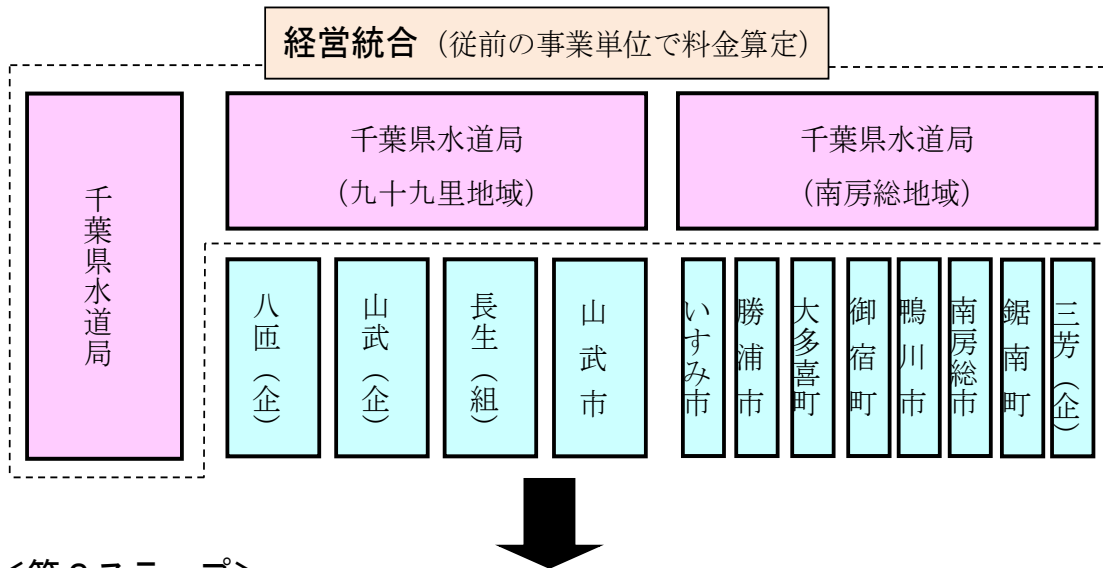 経営統合（従前の事業単位で料金算定）
千葉県水道局
千葉県水道局
（九十九里地域）
千葉県水道局
（南房総地域）
八匝（企）
山武（企）
長生（組）
山武市
いすみ市
勝浦市
大多喜町
御宿町
鴨川市
南房総市
鋸南町
三芳（企）